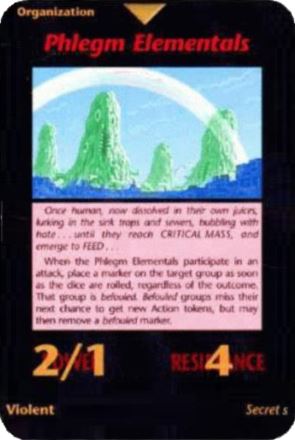 Organization
Phlegm Elementals
Once human, now dissolved in their own juices,
lurking in the sink traps and sewers, bubbling with
hate . . . until they reach CRITICAL MASS, and
emerge to FEED . . .
When the Phlegm Elementals participate in an
attack, place a marker on the target group as soon
as the dice are rolled, regardless of the outcome.
That group is befouled. Befouled groups miss their
next chance to get new Action tokens, but may
then remove a befouled marker.
2/1 POWER RESISTANCE 4
Violent Secret s